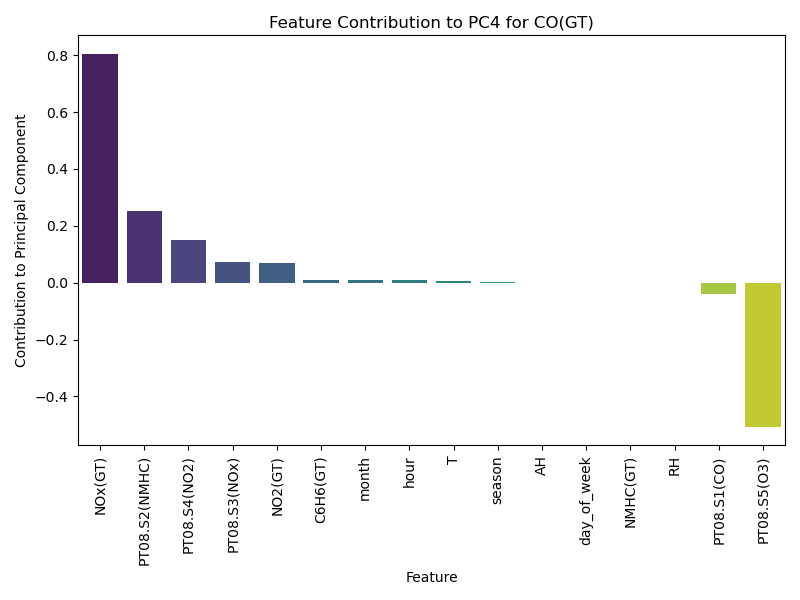 Feature Contribution to PC4 for CO(GT)
Contribution to Principal Component
0.8
0.6
0.4
0.2
0.0
−0.2
−0.4
NOx(GT)
PT08.S2(NMHC)
PT08.S4(NO2)
PT08.S3(NOx)
NO2(GT)
C6H6(GT)
month
hour
T
season
AH
day_of_week
NMHC(GT)
RH
PT08.S1(CO)
PT08.S5(O3)
Feature